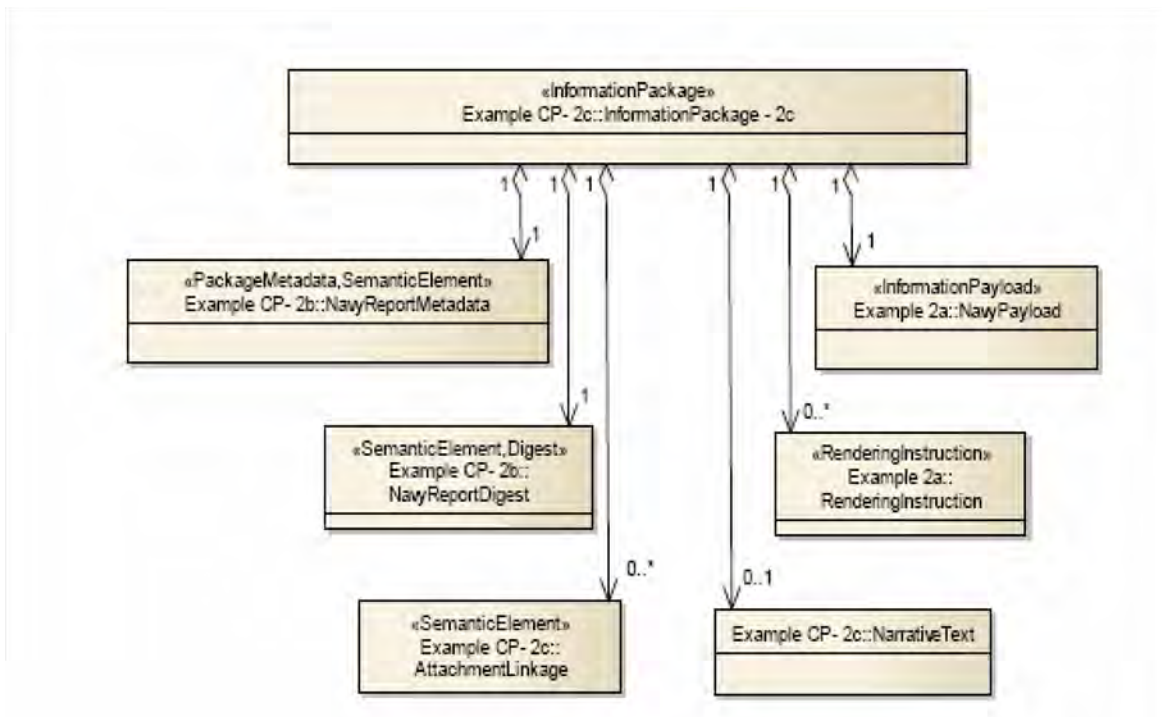 «InformationPackage»
Example CP- 2c::InformationPackage - 2c
1
1
1
1
1
1
1
1
«PackageMetadata,SemanticElement»
Example CP- 2b::NavyReportMetadata
«InformationPayload»
Example 2a::NavyPayload
1
0..*
«SemanticElement,Digest»
Example CP- 2b::
NavyReportDigest
«RenderingInstruction»
Example 2a::
RenderingInstruction
0..*
0..1
«SemanticElement»
Example CP- 2c::
AttachmentLinkage
Example CP- 2c::NarrativeText